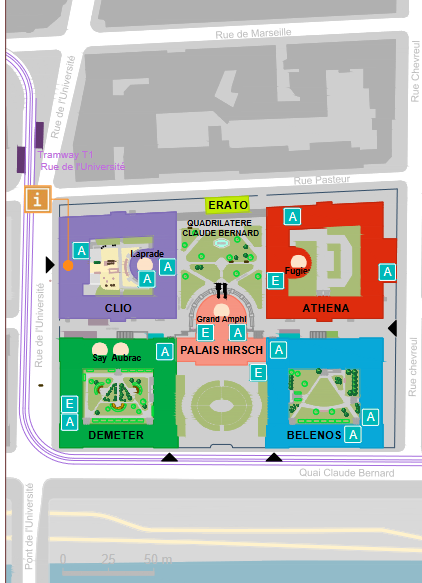 Rue de Marseille
Rue Chevreul
Rue de l'Université
Tramway T1
Rue de l'Université
Rue Pasteur
i
ERATO
QUADRILATERE
CLAUDE BERNARD
A
A
Laprade
A
A
Fugier
E
A
CLIO
Grand Amphi
E
A
ATHENA
Rue de l'Université
PALAIS HIRSCH
Say Aubrac
A
A
E
Rue chevreul
E
A
A
A
DEMETER
BELENOS
Quai Claude Bernard
Pont de l'Université
0 25 50 m